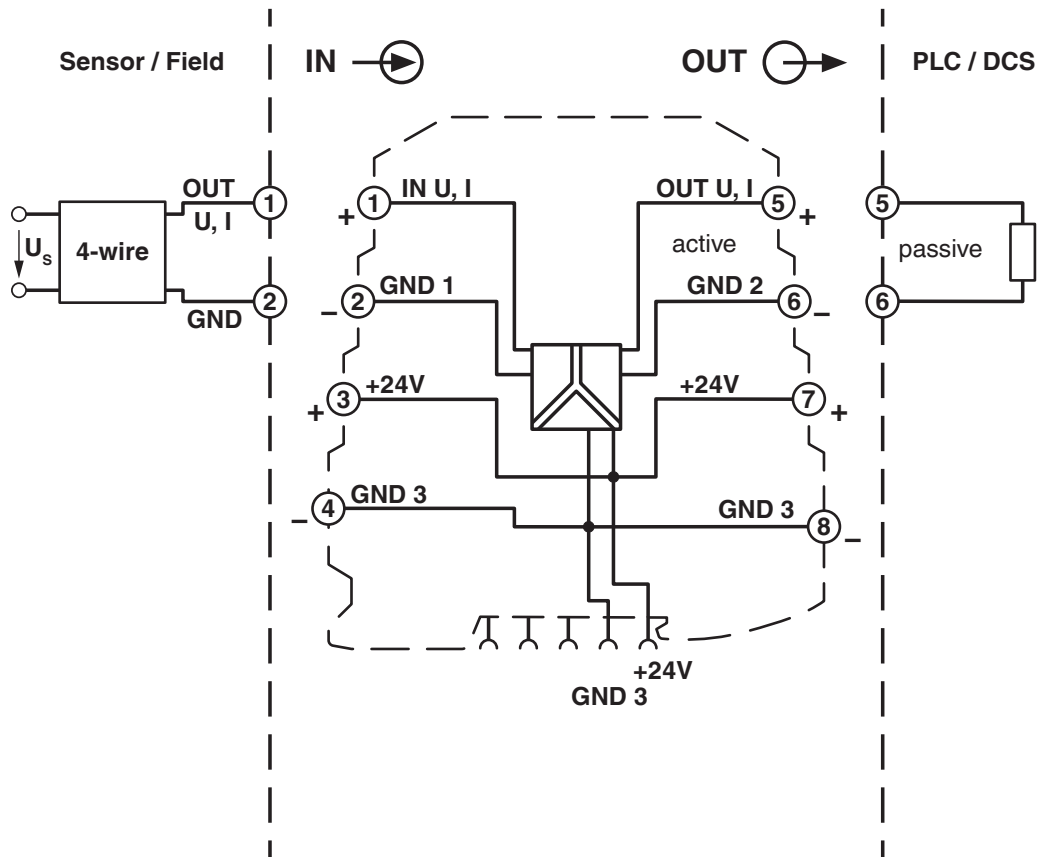 Sensor / Field
IN
OUT
PLC / DCS
OUT
1
U, I
4-wire
Us
2
GND
1
IN U, I
+
OUT U, I
5
+
active
2
GND 1
–
GND 2
6
–
3
+24V
+
+24V
7
+
4
GND 3
–
GND 3
8
–
+24V
GND 3
5
passive
6